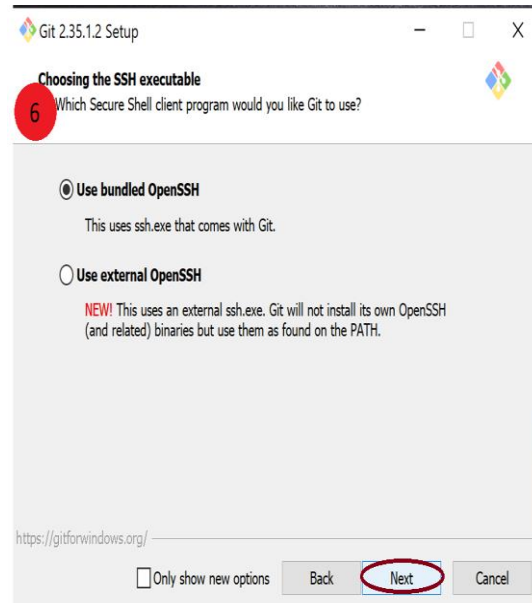 Git 2.35.1.2 Setup
Choosing the SSH executable
6
Which Secure Shell client program would you like Git to use?
Use bundled OpenSSH
This uses ssh.exe that comes with Git.
Use external OpenSSH
NEW! This uses an external ssh.exe. Git will not install its own OpenSSH
(and related) binaries but use them as found on the PATH.
https://gitforwindows.org/
Only show new options Back Next Cancel